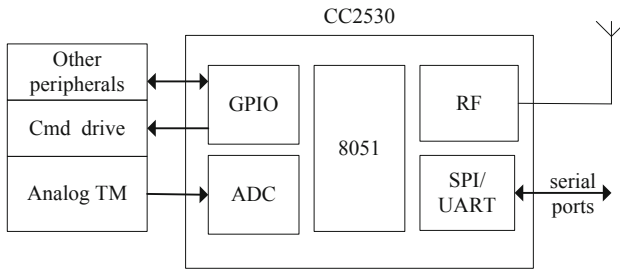 CC2530
Other
peripherals
Cmd drive
Analog TM
GPIO
ADC
8051
RF
SPI/
UART
serial
ports